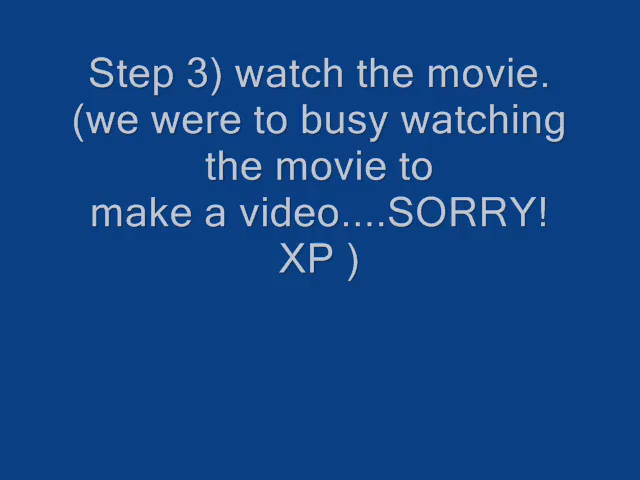 Step 3) watch the movie.
(we were to busy watching
the movie to
make a video....SORRY!
XP )